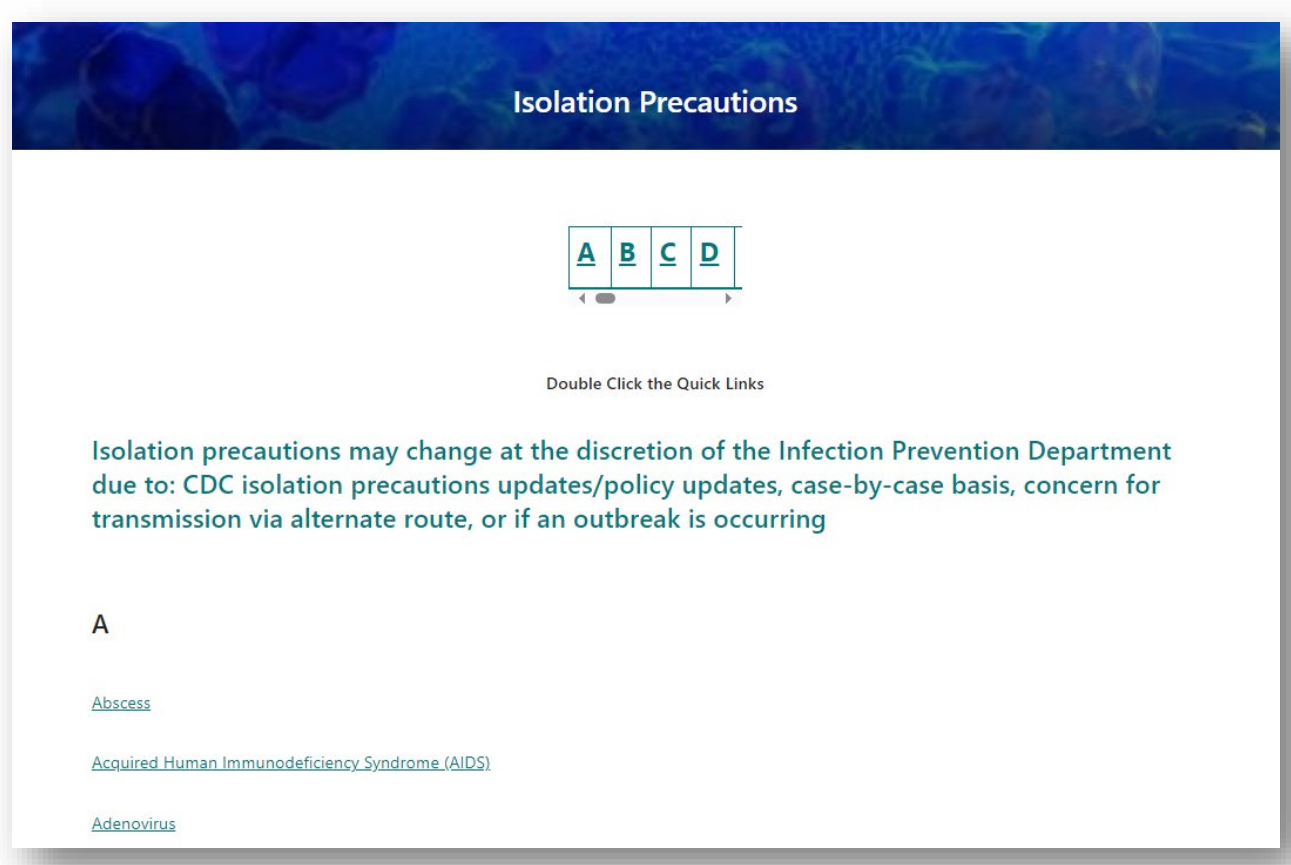 Isolation Precautions
A B C D
Double Click the Quick Links
Isolation precautions may change at the discretion of the Infection Prevention Department
due to: CDC isolation precautions updates/policy updates, case-by-case basis, concern for
transmission via alternate route, or if an outbreak is occurring
A
Abscess
Acquired Human Immunodeficiency Syndrome (AIDS)
Adenovirus